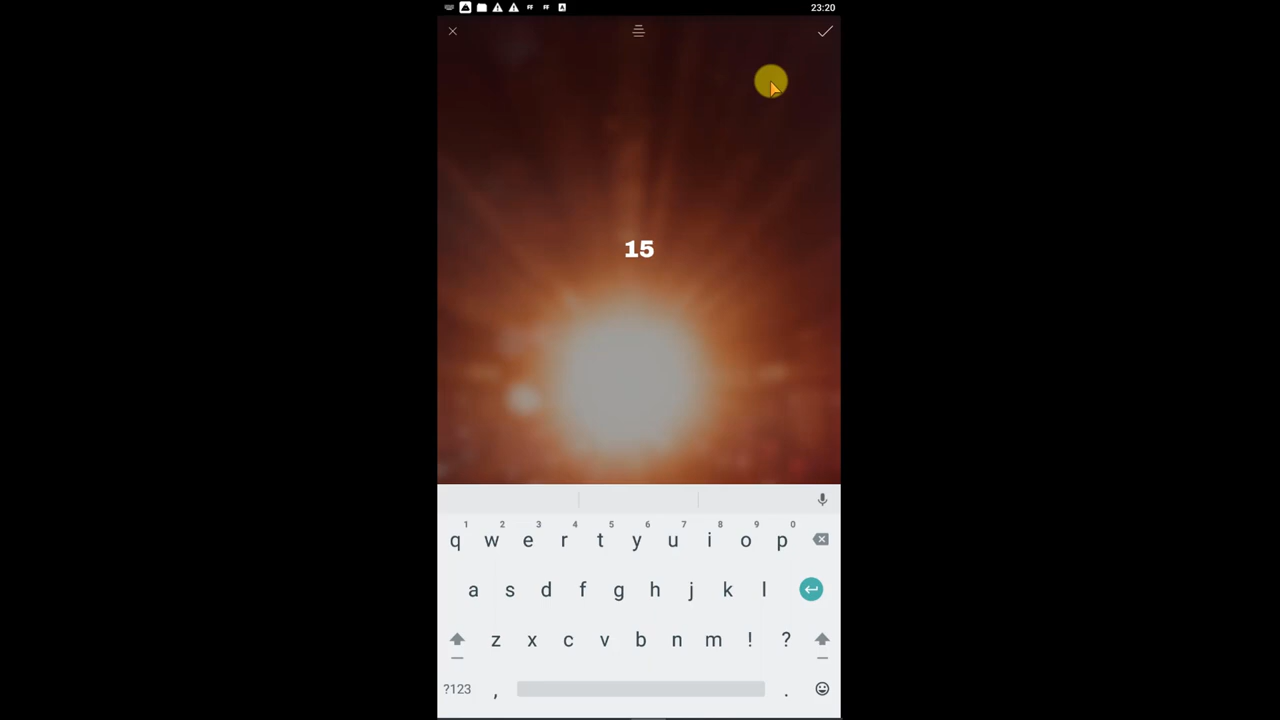 23:20
15
1 2 3 4 5 6 7 8 9 0
q w e r t y u i o p
a s d f g h j k l
z x c v b n m ! ?
?123 , .